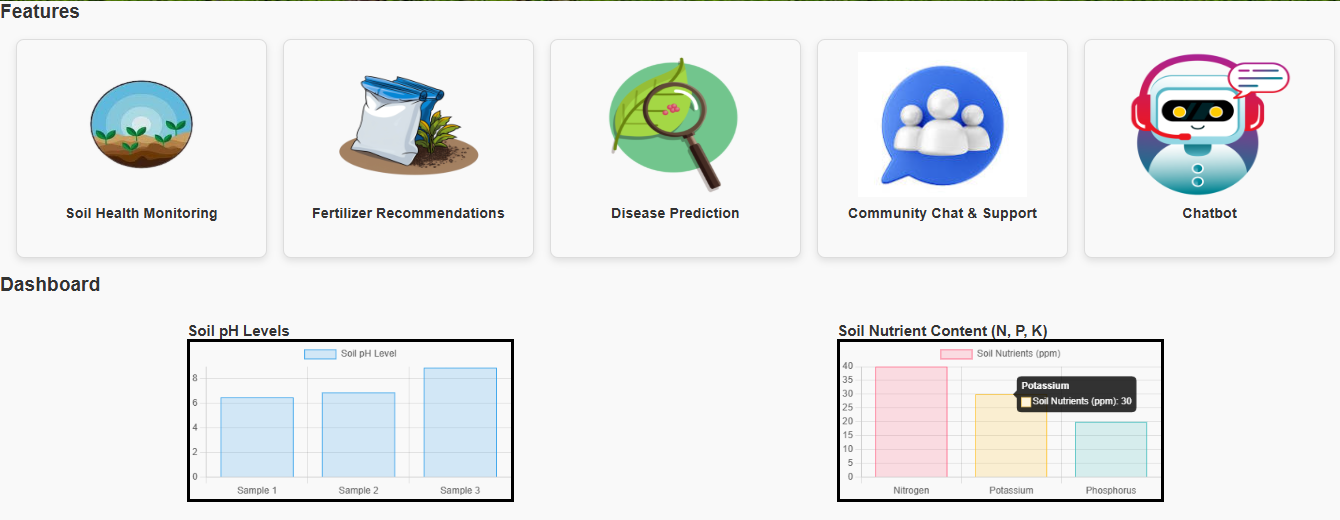 Features
Soil Health Monitoring
Fertilizer Recommendations
Disease Prediction
Community Chat & Support
Chatbot
Dashboard
Soil pH Levels
Soil pH Level
8
6
4
2
0
Sample 1
Sample 2
Sample 3
Soil Nutrient Content (N, P, K)
Soil Nutrients (ppm)
40
35
30
25
20
15
10
5
0
Potassium
Soil Nutrients (ppm): 30
Nitrogen
Potassium
Phosphorus